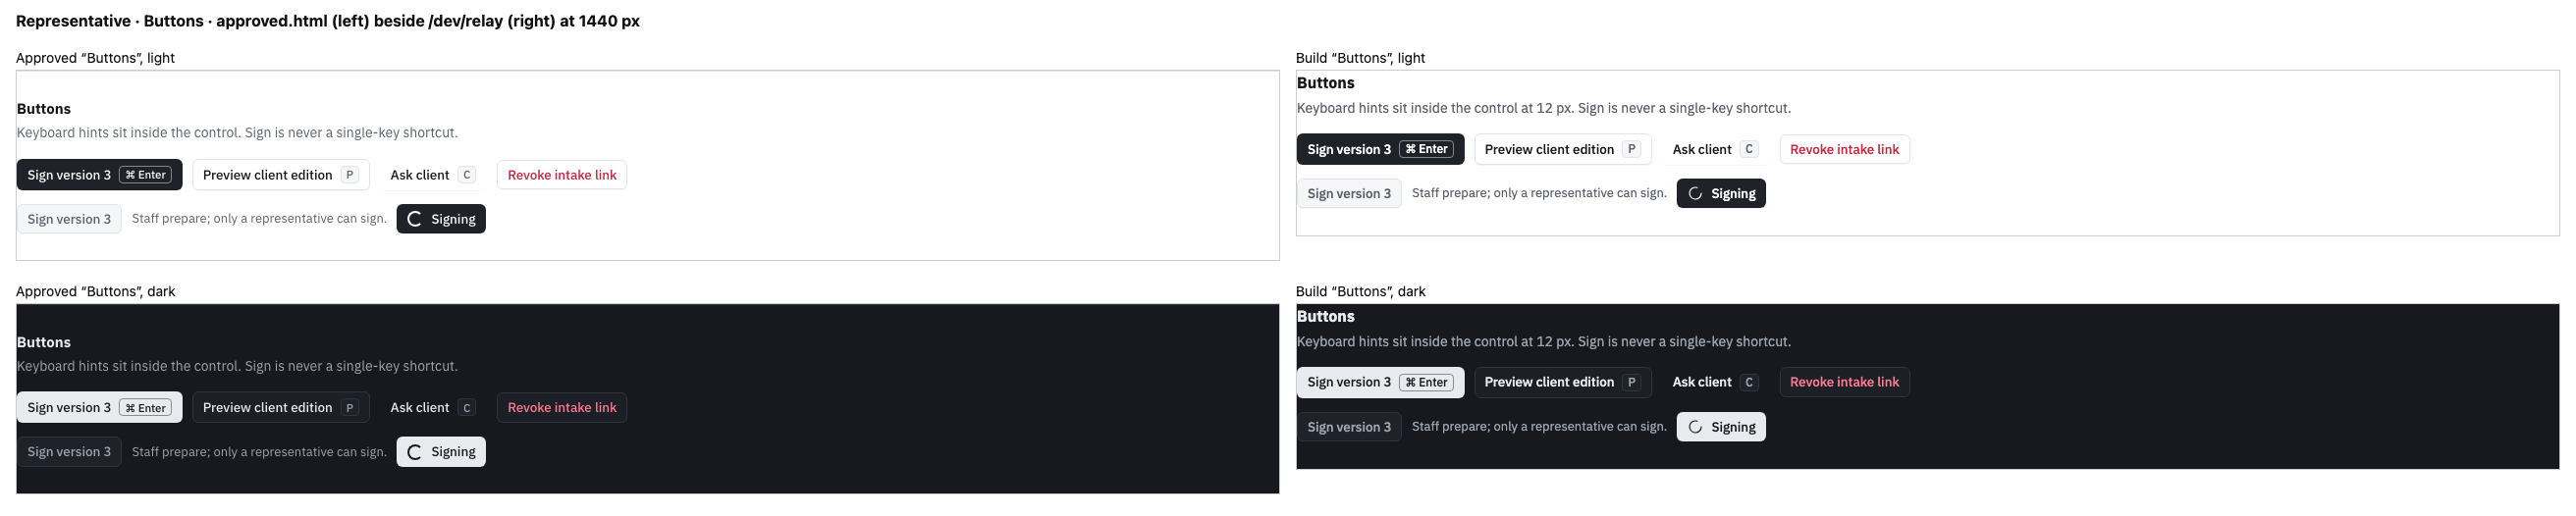 Representative · Buttons · approved.html (left) beside /dev/relay (right) at 1440 px
Approved “Buttons”, light
Buttons
Keyboard hints sit inside the control. Sign is never a single-key shortcut.
Sign version 3 ⌘ Enter Preview client edition P Ask client C Revoke intake link
Sign version 3 Staff prepare; only a representative can sign. Signing
Build “Buttons”, light
Buttons
Keyboard hints sit inside the control at 12 px. Sign is never a single-key shortcut.
Sign version 3 ⌘ Enter Preview client edition P Ask client C Revoke intake link
Sign version 3 Staff prepare; only a representative can sign. Signing
Approved “Buttons”, dark
Buttons
Keyboard hints sit inside the control. Sign is never a single-key shortcut.
Sign version 3 ⌘ Enter Preview client edition P Ask client C Revoke intake link
Sign version 3 Staff prepare; only a representative can sign. Signing
Build “Buttons”, dark
Buttons
Keyboard hints sit inside the control at 12 px. Sign is never a single-key shortcut.
Sign version 3 ⌘ Enter Preview client edition P Ask client C Revoke intake link
Sign version 3 Staff prepare; only a representative can sign. Signing